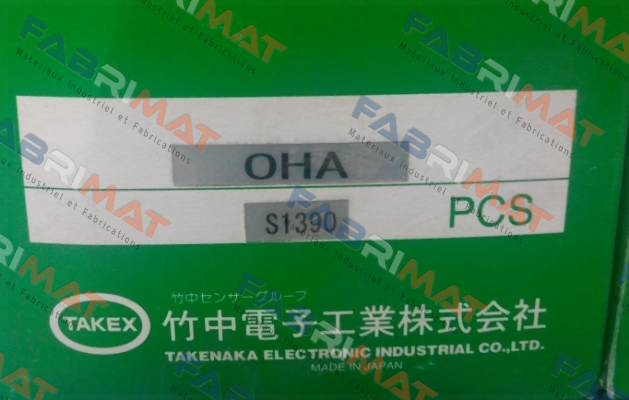 OHA
S1390
PCS
竹中センサーグループ
TAKEX
竹中電子工業株式会社
TAKENAKA ELECTRONIC INDUSTRIAL CO.,LTD.
MADE IN JAPAN
FABRIMAT
Materiaux Industriel et Fabrications